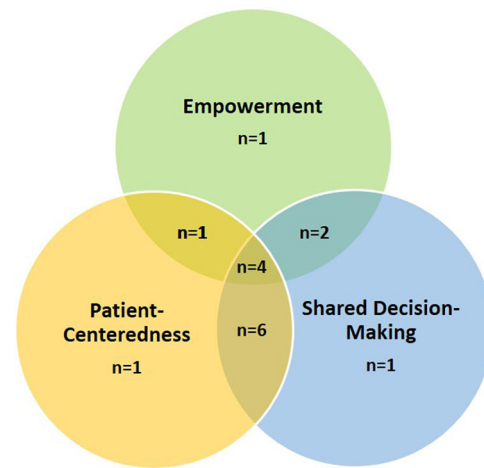 Empowerment
n=1
n=1
n=2
n=4
Patient-
Centeredness
n=1
n=6
Shared Decision-
Making
n=1